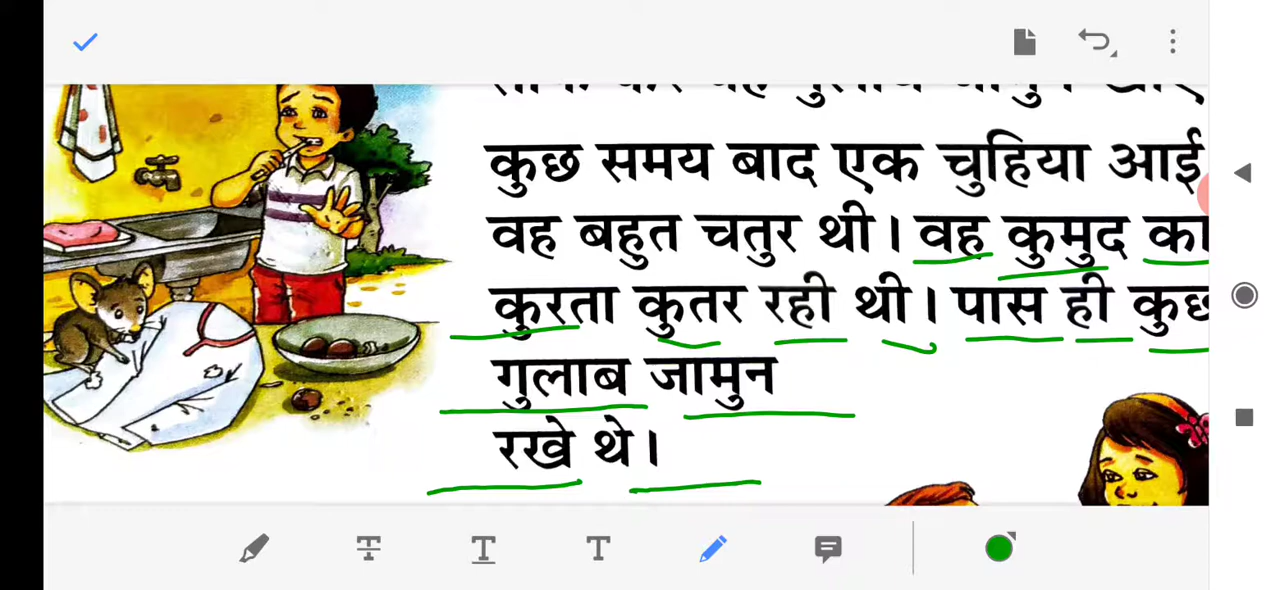 कुछ समय बाद एक चुहिया आई
वह बहुत चतुर थी। वह कुमुद का
कुरता कुतर रही थी। पास ही कुछ
गुलाब जामुन
रखे थे।